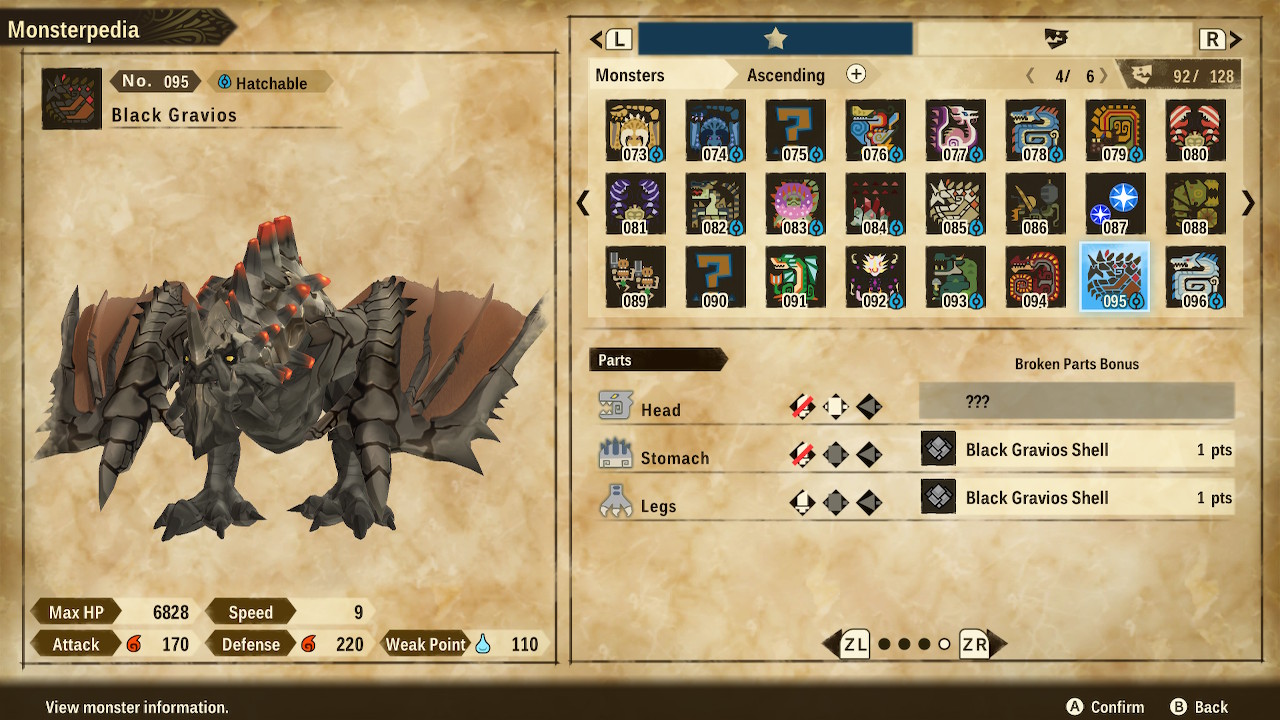 Monsterpedia
No. 095
Hatchable
Black Gravios
L
R
Monsters
Ascending
4/ 6
92/ 128
073 074 075 076 077 078 079 080
081 082 083 084 085 086 087 088
089 090 091 092 093 094 095 096
Parts
Broken Parts Bonus
Head
???
Stomach
Black Gravios Shell 1 pts
Legs
Black Gravios Shell 1 pts
Max HP 6828 Speed 9
Attack 170 Defense 220 Weak Point 110
ZL ZR
View monster information.
A Confirm B Back